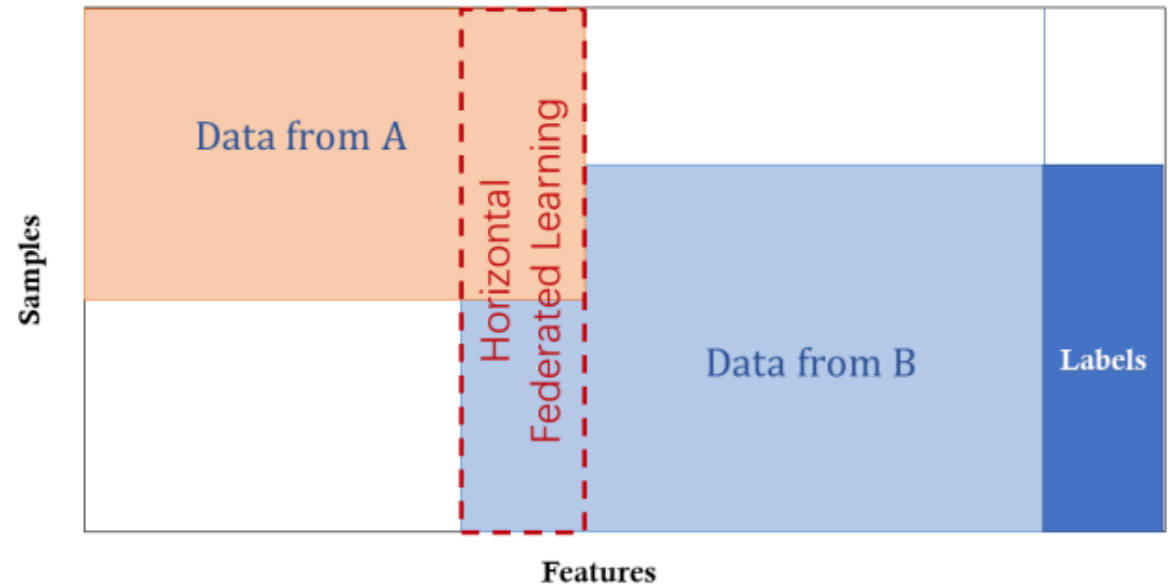 Data from A
Horizontal
Federated Learning
Samples
Data from B
Labels
Features